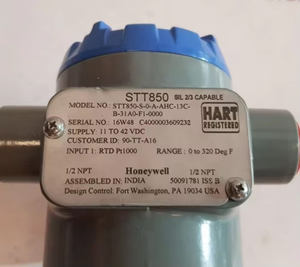 STT850 SIL 2/3 CAPABLE
MODEL NO.: STT850-S-0-A-AHC-13C-
B-31A0-F1-0000
SERIAL NO.: 16W48 C4000003609232
SUPPLY: 11 TO 42 VDC
CUSTOMER ID: 90-TT-A16
HART
REGISTERED
INPUT 1: RTD Pt1000 RANGE: 0 to 320 Deg F
1/2 NPT Honeywell 1/2 NPT
ASSEMBLED IN: INDIA 50091781 ISS B
Design Control: Fort Washington, PA 19034 USA